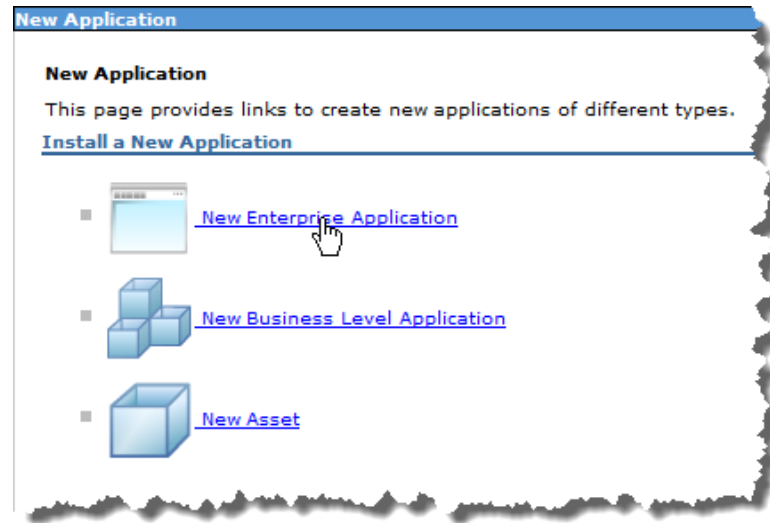 New Application
New Application
This page provides links to create new applications of different types.
Install a New Application
New Enterprise Application
New Business Level Application
New Asset